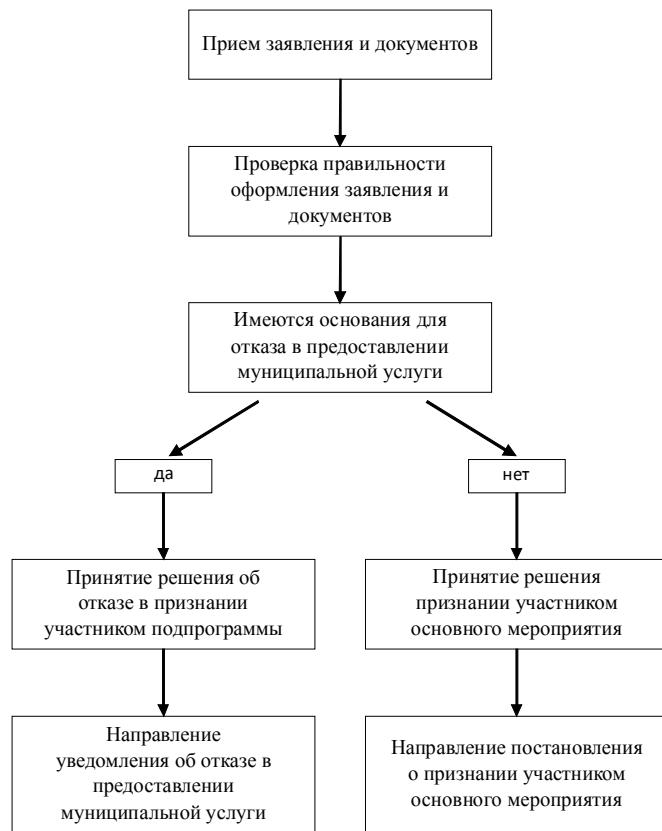 Прием заявления и документов
Проверка правильности
оформления заявления и
документов
Имеются основания для
отказа в предоставлении
муниципальной услуги
да
нет
Принятие решения об
отказе в признании
участником подпрограммы
Принятие решения
признании участником
основного мероприятия
Направление
уведомления об отказе в
предоставлении
муниципальной услуги
Направление постановления
о признании участником
основного мероприятия